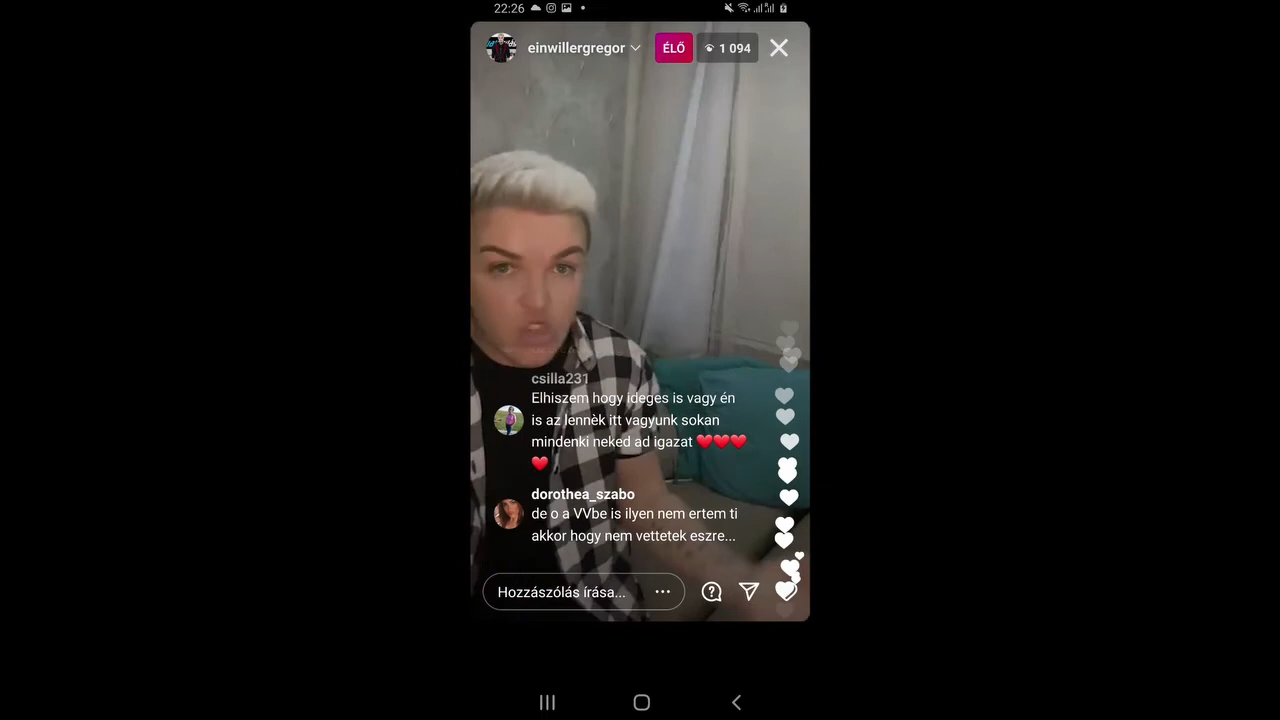 22:26
einwillergregor
ÉLŐ
1 094
csilla231
Elhiszem hogy ideges is vagy én
is az lennèk itt vagyunk sokan
mindenki neked ad igazat ❤️❤️❤️
❤️
dorothea_szabo
de o a VVbe is ilyen nem ertem ti
akkor hogy nem vettetek eszre...
Hozzászólás írása...